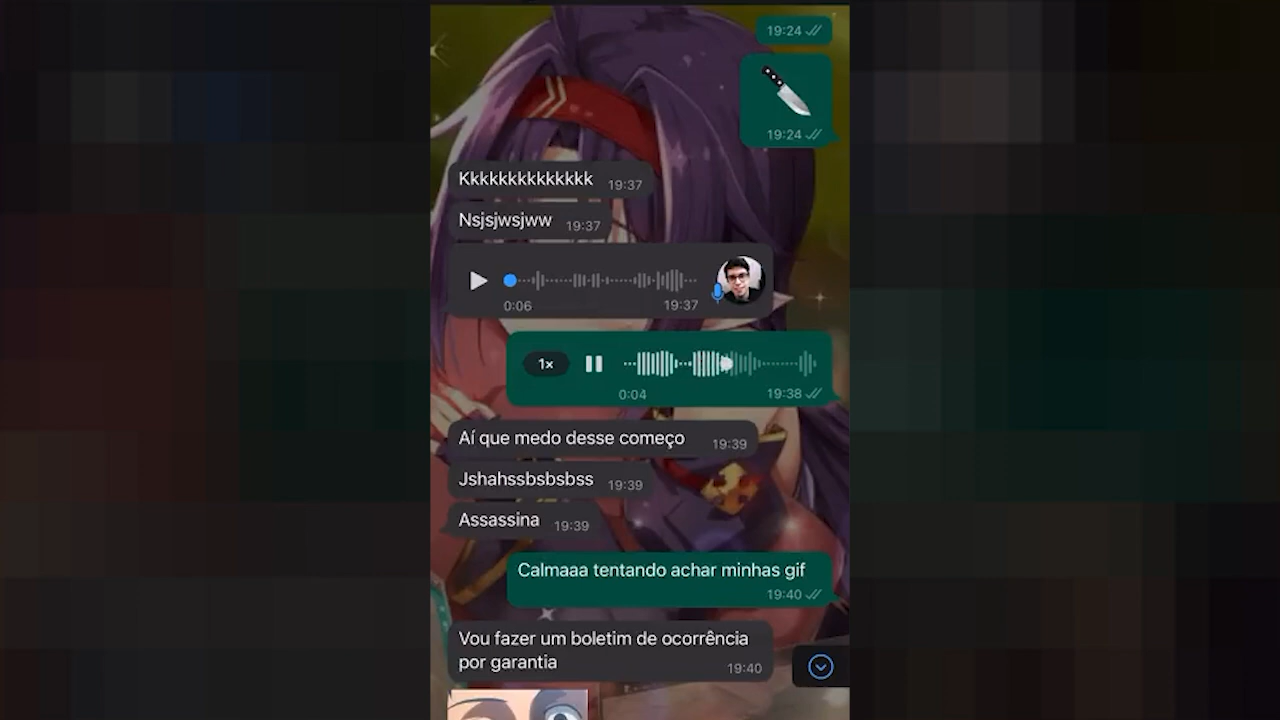 19:24
19:24
Kkkkkkkkkkkkkk 19:37
Nsjsjwsjww 19:37
0:06 19:37
1x
0:04 19:38
Aí que medo desse começo 19:39
Jshahssbsbsbss 19:39
Assassina 19:39
Calmaaa tentando achar minhas gif
19:40
Vou fazer um boletim de ocorrência
por garantia 19:40